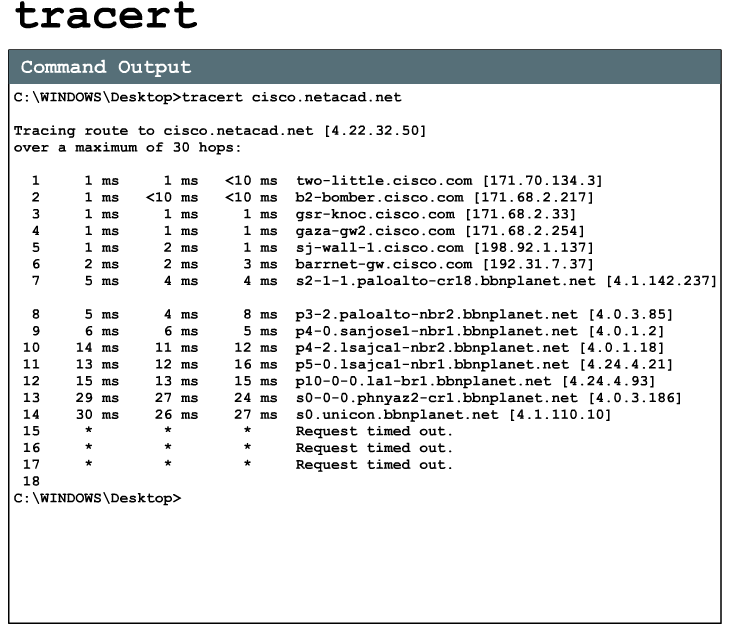 tracert
Command Output
C:\WINDOWS\Desktop>tracert cisco.netacad.net
Tracing route to cisco.netacad.net [4.22.32.50]
over a maximum of 30 hops:
1 1 ms 1 ms <10 ms two-little.cisco.com [171.70.134.3]
2 1 ms <10 ms <10 ms b2-bomber.cisco.com [171.68.2.217]
3 1 ms 1 ms 1 ms gsr-knoc.cisco.com [171.68.2.33]
4 1 ms 1 ms 1 ms gaza-gw2.cisco.com [171.68.2.254]
5 1 ms 2 ms 1 ms sj-wall-1.cisco.com [198.92.1.137]
6 2 ms 2 ms 3 ms barrnet-gw.cisco.com [192.31.7.37]
7 5 ms 4 ms 4 ms s2-1-1.paloalto-cr18.bbnplanet.net [4.1.142.237]
8 5 ms 4 ms 8 ms p3-2.paloalto-nbr2.bbnplanet.net [4.0.3.85]
9 6 ms 6 ms 5 ms p4-0.sanjose1-nbr1.bbnplanet.net [4.0.1.2]
10 14 ms 11 ms 12 ms p4-2.lsajca1-nbr2.bbnplanet.net [4.0.1.18]
11 13 ms 12 ms 16 ms p5-0.lsajca1-nbr1.bbnplanet.net [4.24.4.21]
12 15 ms 13 ms 15 ms p10-0-0.la1-br1.bbnplanet.net [4.24.4.93]
13 29 ms 27 ms 24 ms s0-0-0.phnyaz2-cr1.bbnplanet.net [4.0.3.186]
14 30 ms 26 ms 27 ms s0.unicon.bbnplanet.net [4.1.110.10]
15 * * * Request timed out.
16 * * * Request timed out.
17 * * * Request timed out.
18
C:\WINDOWS\Desktop>